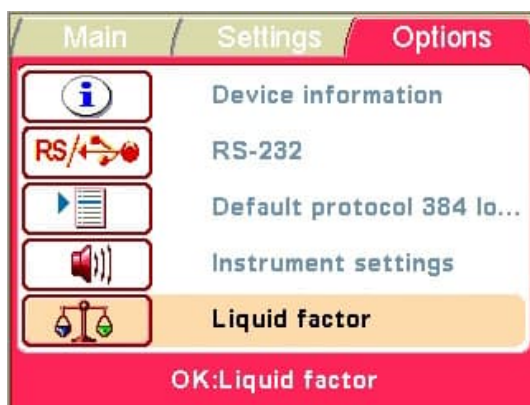 Main Settings Options
Device information
RS/ RS-232
Default protocol 384 lo...
Instrument settings
Liquid factor
OK:Liquid factor